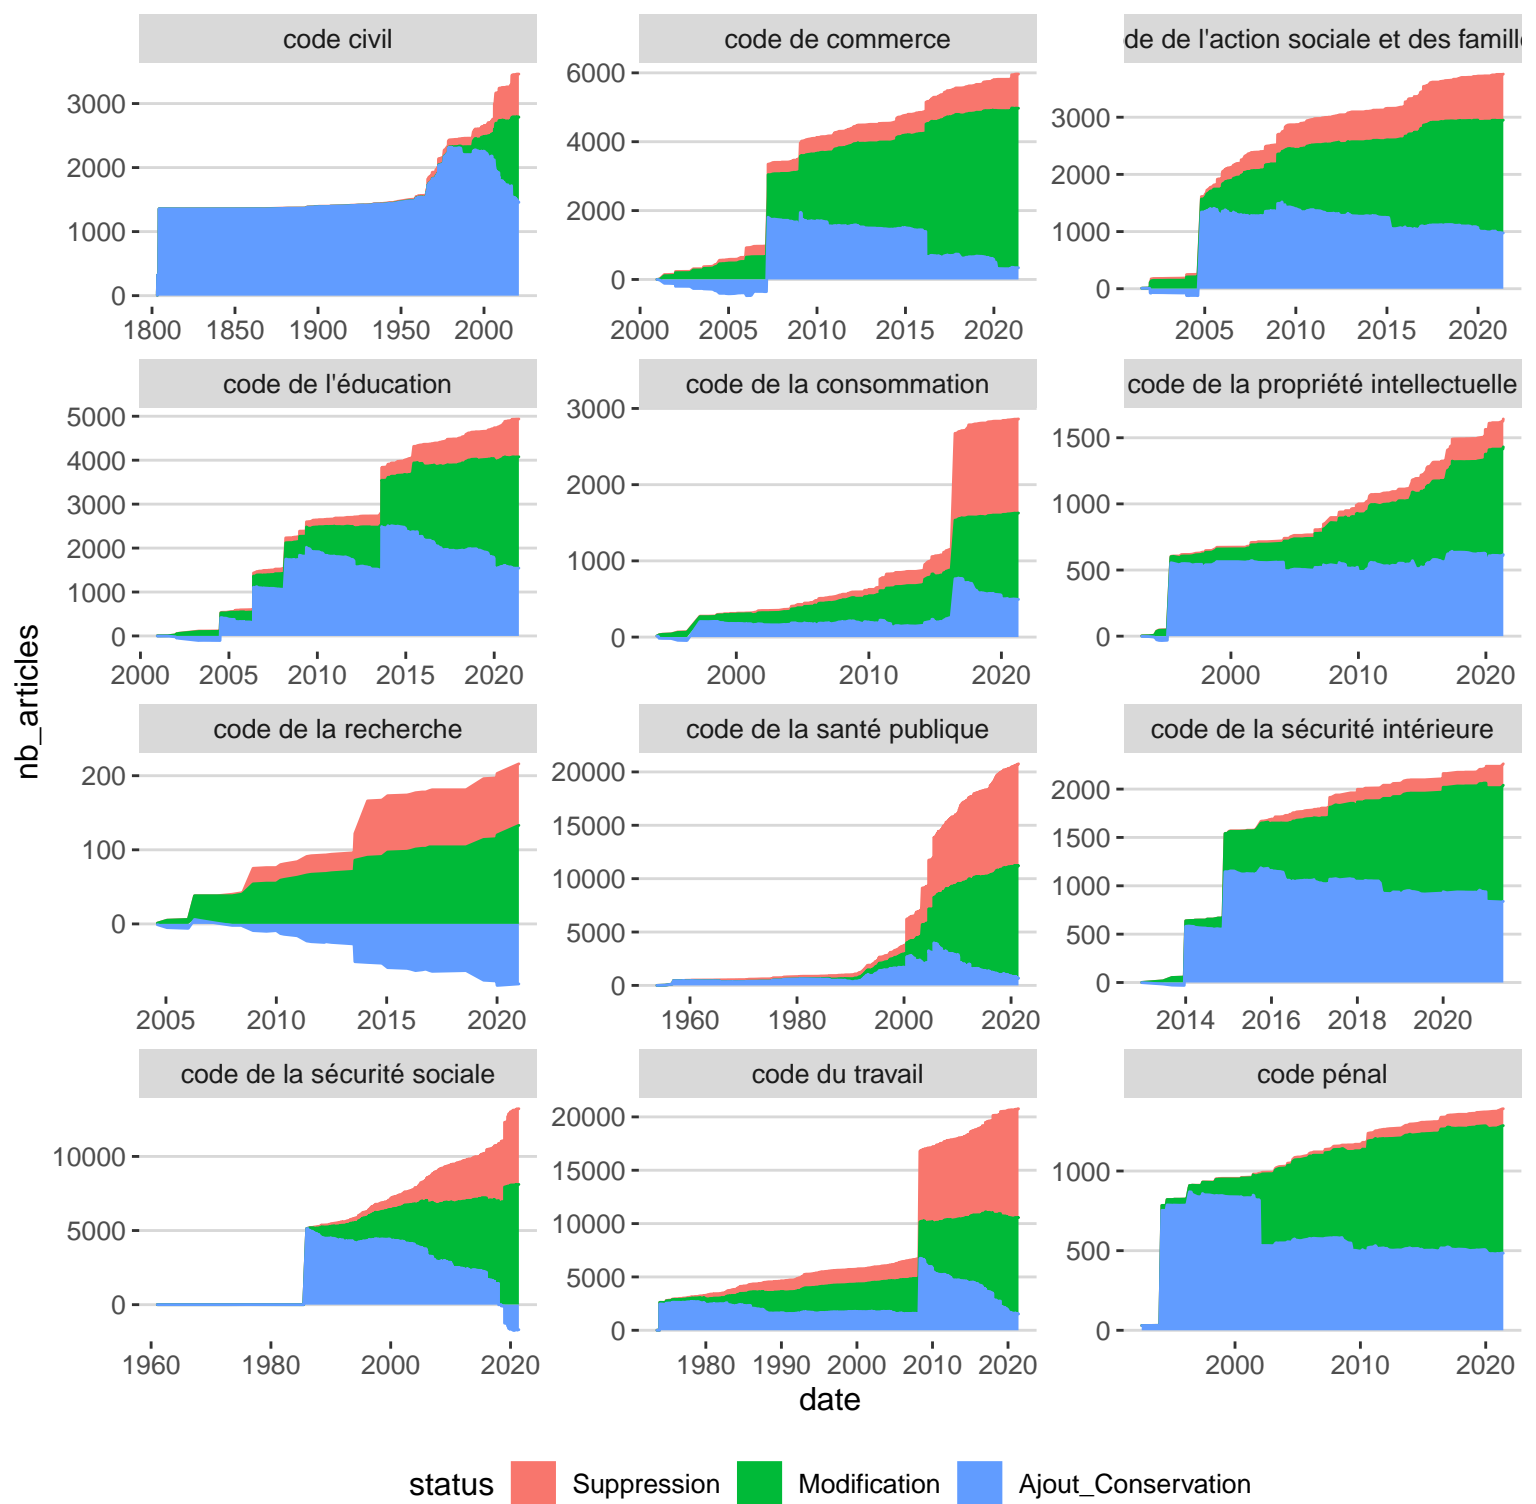 code civil
code de commerce
de de l'action sociale et des famill
3000
2000
1000
0
1800 1850 1900 1950 2000
6000
4000
2000
0
2000 2005 2010 2015 2020
3000
2000
1000
0
2005 2010 2015 2020
code de l'éducation
code de la consommation
code de la propriété intellectuelle
5000
4000
3000
2000
1000
0
2000 2005 2010 2015 2020
3000
2000
1000
0
2000 2010 2020
1500
1000
500
0
2000 2010 2020
nb_articles
code de la recherche
code de la santé publique
code de la sécurité intérieure
200
100
0
2005 2010 2015 2020
20000
15000
10000
5000
0
1960 1980 2000 2020
2000
1500
1000
500
0
2014 2016 2018 2020
code de la sécurité sociale
code du travail
code pénal
10000
5000
0
1960 1980 2000 2020
20000
15000
10000
5000
0
1980 1990 2000 2010 2020
1000
500
0
2000 2010 2020
date
status Suppression Modification Ajout_Conservation